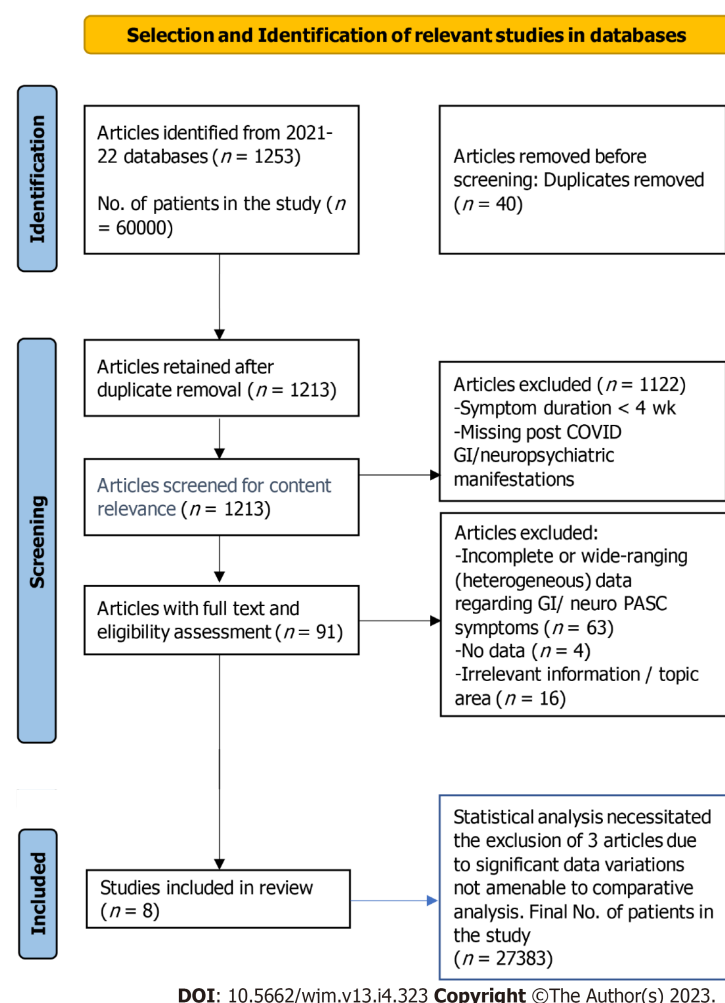 Selection and Identification of relevant studies in databases
Identification
Articles identified from 2021-
22 databases (n = 1253)
No. of patients in the study (n
= 60000)
Articles removed before
screening: Duplicates removed
(n = 40)
Screening
Articles retained after
duplicate removal (n = 1213)
Articles excluded (n = 1122)
-Symptom duration < 4 wk
-Missing post COVID
GI/neuropsychiatric
manifestations
Articles screened for content
relevance (n = 1213)
Articles with full text and
eligibility assessment (n = 91)
Articles excluded:
-Incomplete or wide-ranging
(heterogeneous) data
regarding GI/ neuro PASC
symptoms (n = 63)
-No data (n = 4)
-Irrelevant information / topic
area (n = 16)
Included
Studies included in review
(n = 8)
Statistical analysis necessitated
the exclusion of 3 articles due
to significant data variations
not amenable to comparative
analysis. Final No. of patients in
the study
(n = 27383)
DOI: 10.5662/wjm.v13.i4.323 Copyright ©The Author(s) 2023.